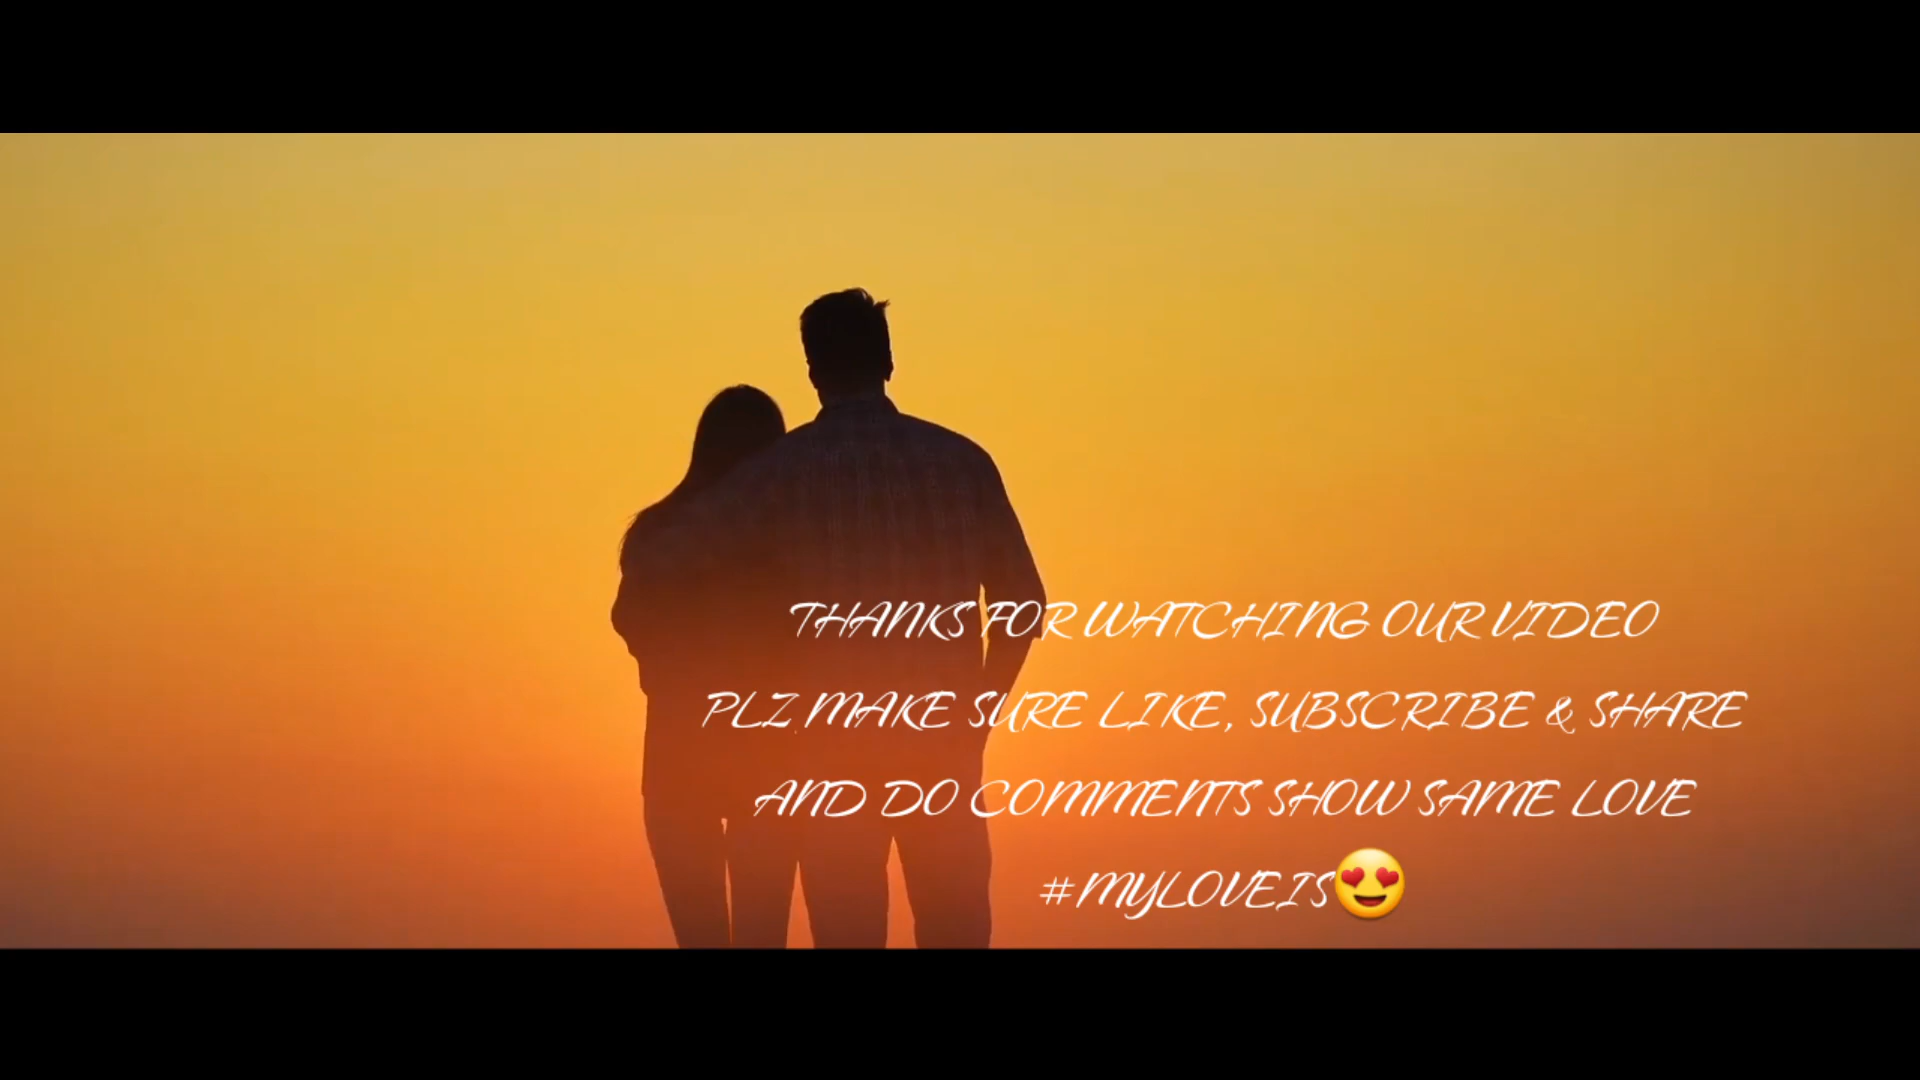 THANKS FOR WATCHING OUR VIDEO
PLZ MAKE SURE LIKE, SUBSCRIBE & SHARE
AND DO COMMENTS SHOW SAME LOVE
#MYLOVEIS😍